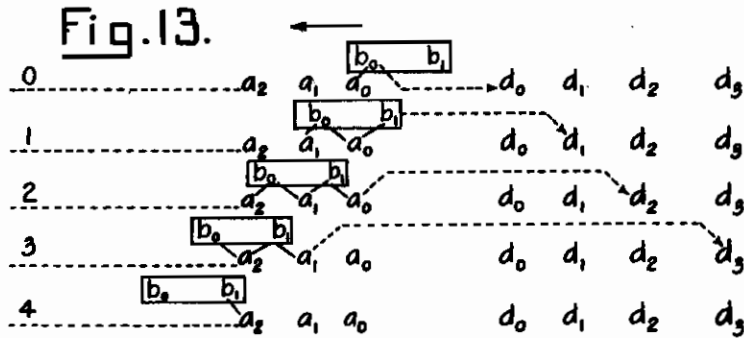 Fig.13.
b₀ b₁
0 a₂ a₁ a₀ d₀ d₁ d₂ d₃
b₀ b₁
1 a₂ a₁ a₀ d₀ d₁ d₂ d₃
b₀ b₁
2 a₂ a₁ a₀ d₀ d₁ d₂ d₃
b₀ b₁
3 a₂ a₁ a₀ d₀ d₁ d₂ d₃
b₀ b₁
4 a₂ a₁ a₀ d₀ d₁ d₂ d₃